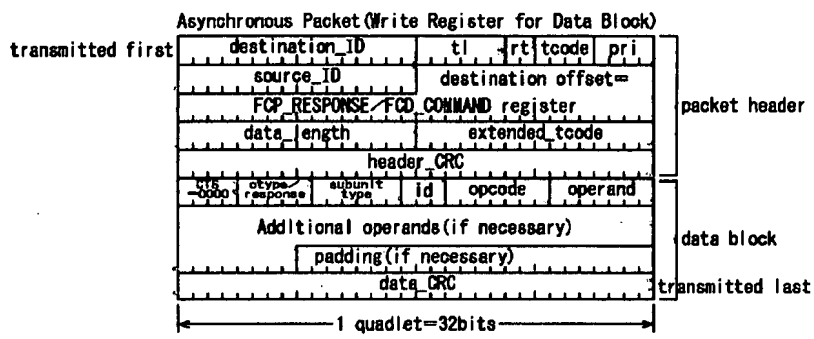 Asynchronous Packet(Write Register for Data Block)
transmitted first destination_ID tl rt tcode pri
source_ID destination offset=
FCP_RESPONSE/FCD_COMMAND register packet header
data_length extended_tcode
header_CRC
CTS =0000 ctype/response subunit type id opcode operand
Additional operands(if necessary) data block
padding(if necessary)
data_CRC transmitted last
1 quadlet=32bits